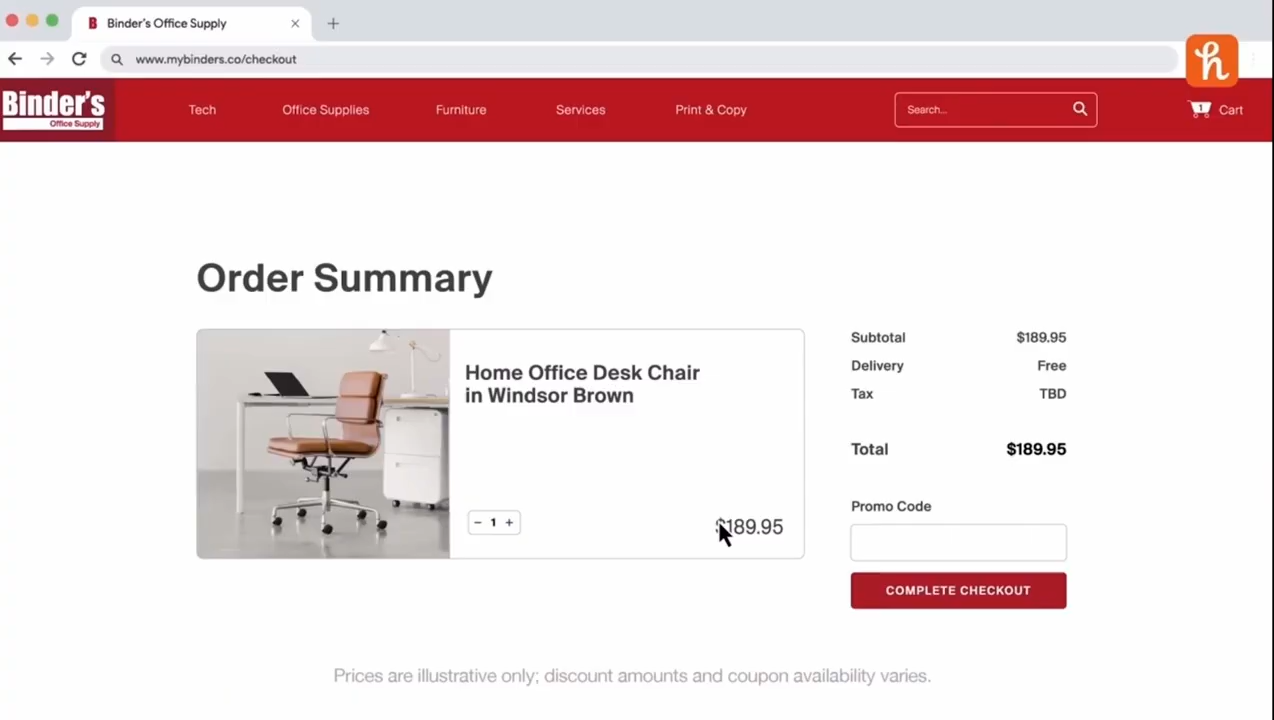 Binder's Office Supply
www.mybinders.co/checkout
h
Binder's
Office Supply
Tech
Office Supplies
Furniture
Services
Print & Copy
Search...
1
Cart
Order Summary
Home Office Desk Chair
in Windsor Brown
- 1 +
$189.95
Subtotal $189.95
Delivery Free
Tax TBD
Total $189.95
Promo Code
COMPLETE CHECKOUT
Prices are illustrative only; discount amounts and coupon availability varies.